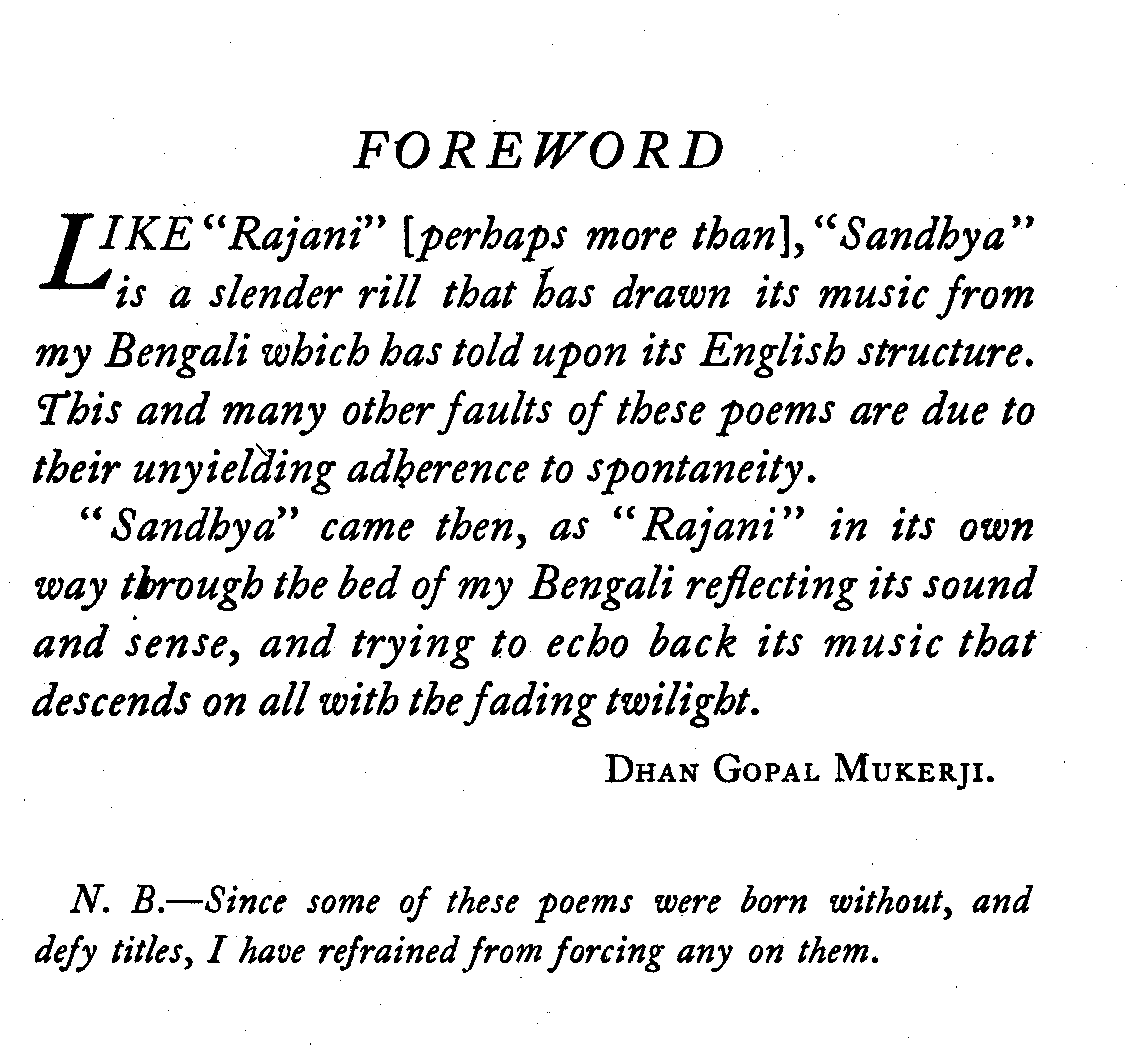 FOREWORD
LIKE "Rajani" [perhaps more than], "Sandhya"
is a slender rill that has drawn its music from
my Bengali which has told upon its English structure.
This and many other faults of these poems are due to
their unyielding adherence to spontaneity.
"Sandhya" came then, as "Rajani" in its own
way through the bed of my Bengali reflecting its sound
and sense, and trying to echo back its music that
descends on all with the fading twilight.
DHAN GOPAL MUKERJI.
N. B.—Since some of these poems were born without, and
defy titles, I have refrained from forcing any on them.